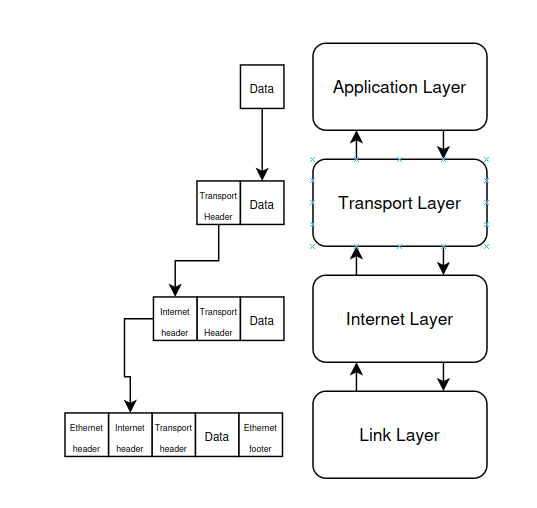 Application Layer
Data
Transport
Header
Data
Transport Layer
Internet
header
Transport
Header
Data
Internet Layer
Ethernet
header
Internet
header
Transport
header
Data
Ethernet
footer
Link Layer